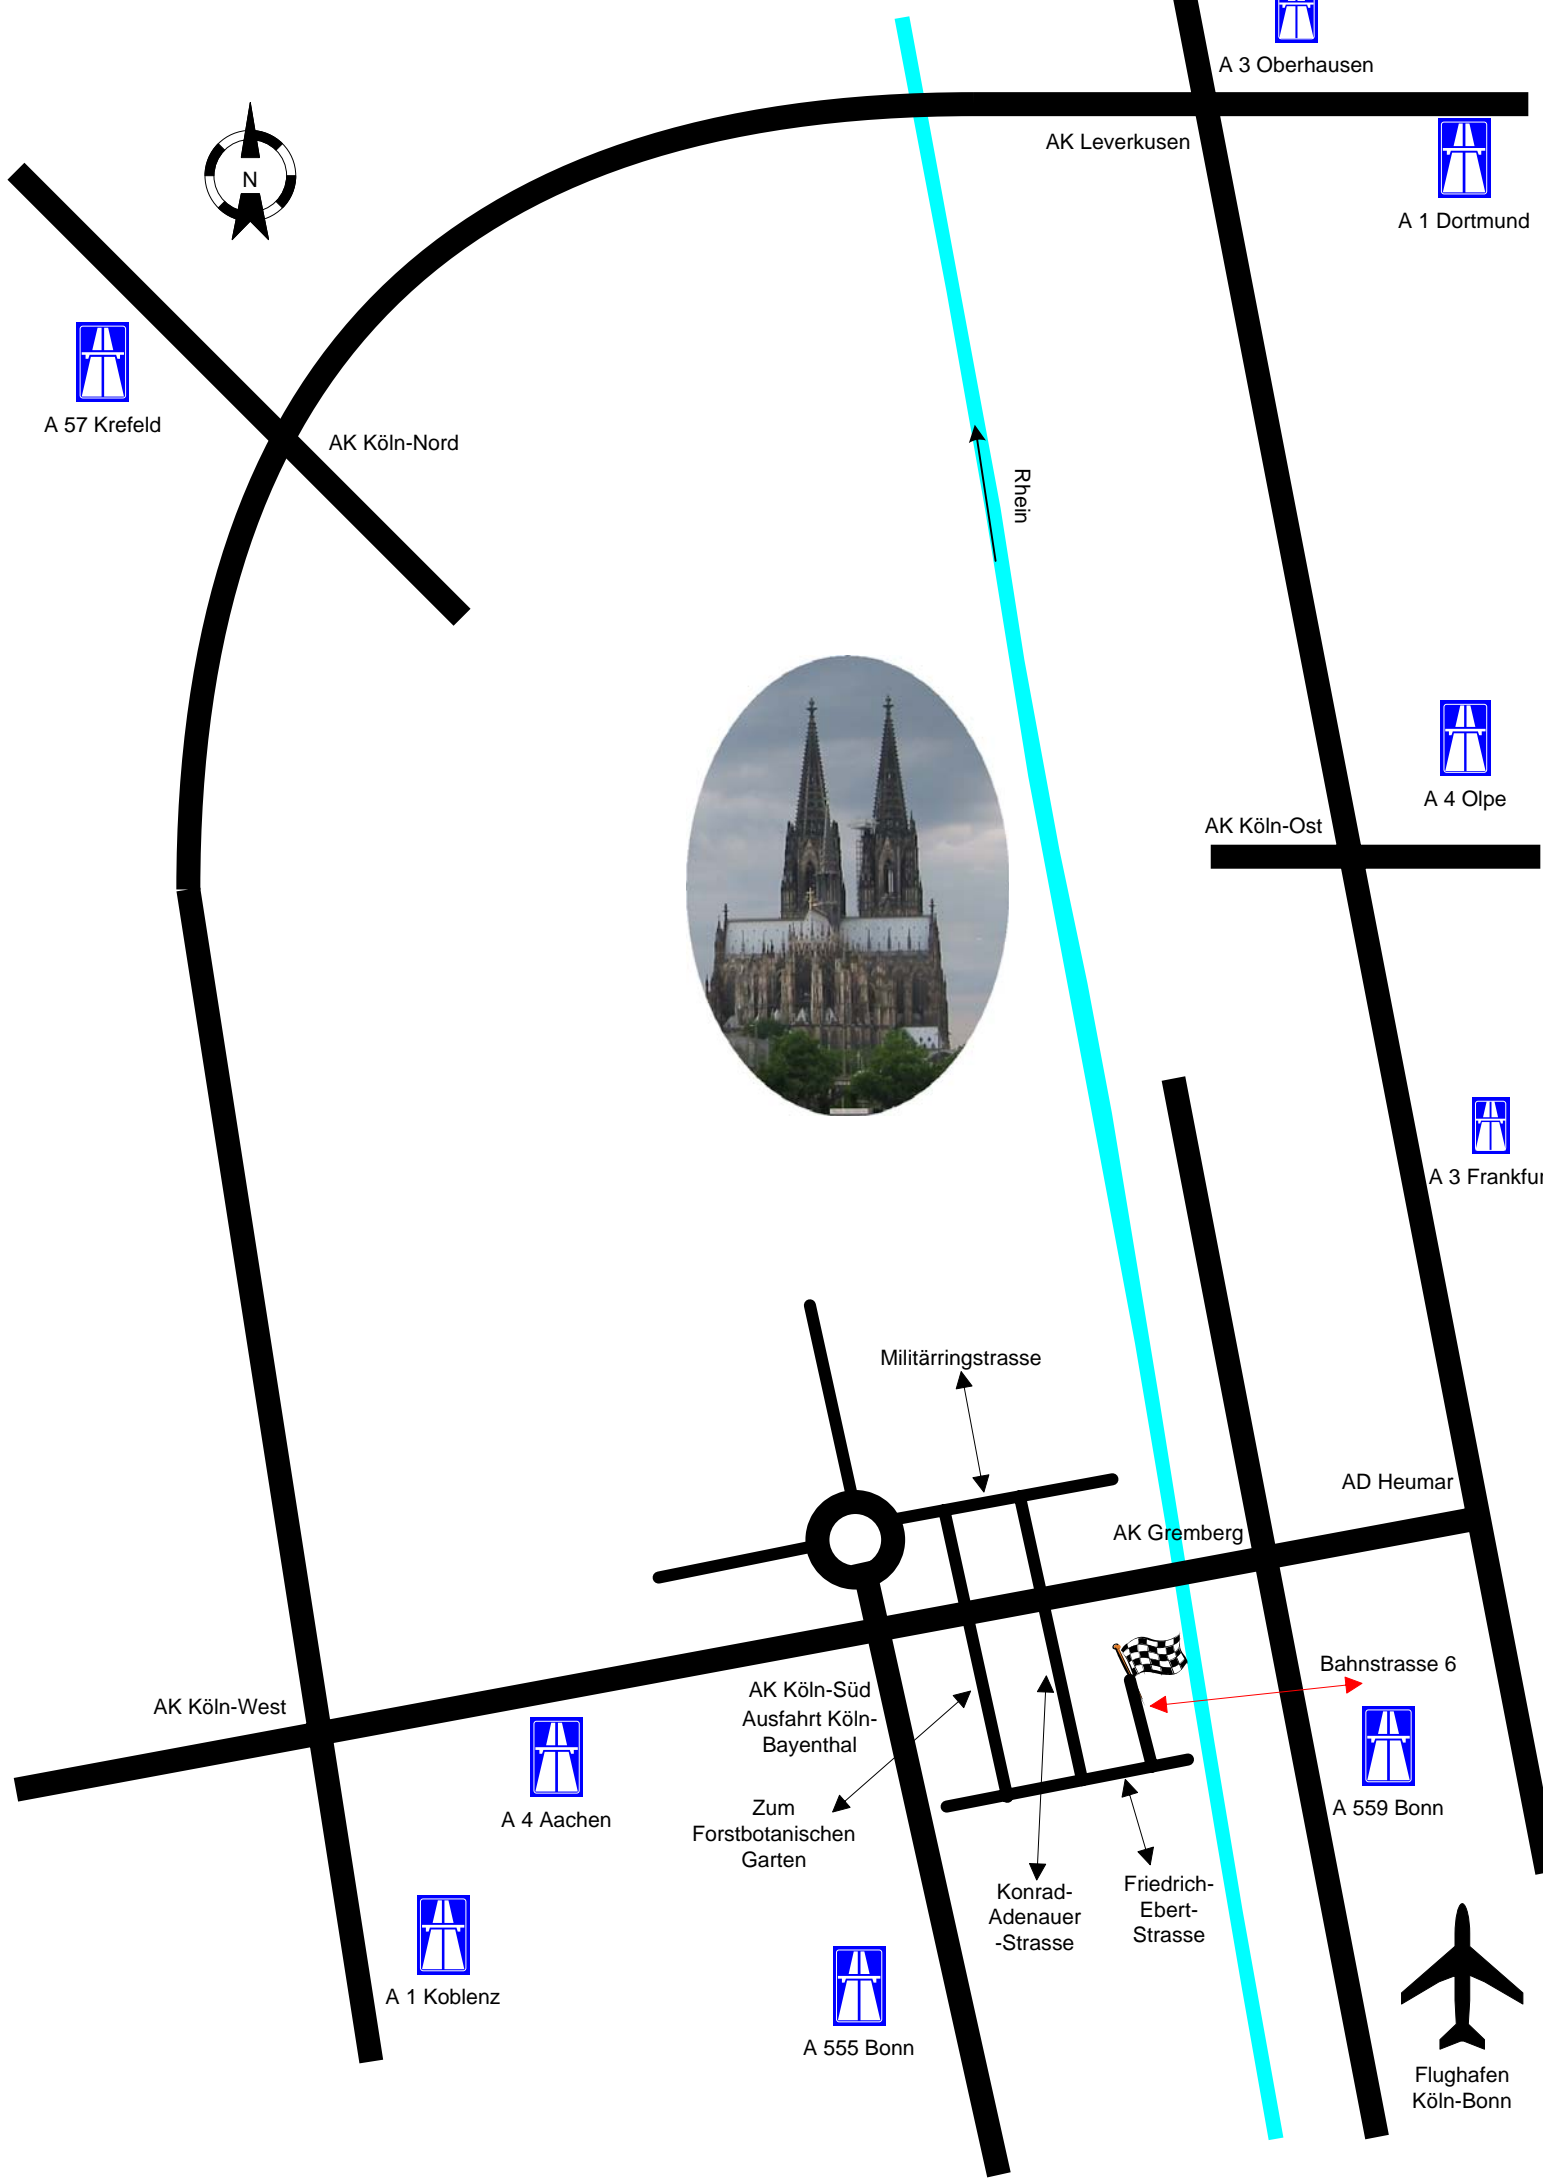 A 3 Oberhausen
AK Leverkusen
A 1 Dortmund
N
A 57 Krefeld
AK Köln-Nord
Rhein
A 4 Olpe
AK Köln-Ost
A 3 Frankfur
Militärringstrasse
AD Heumar
AK Gremberg
Bahnstrasse 6
AK Köln-West
AK Köln-Süd
Ausfahrt Köln-
Bayenthal
A 4 Aachen
Zum
Forstbotanischen
Garten
A 559 Bonn
Konrad-
Adenauer
-Strasse
Friedrich-
Ebert-
Strasse
A 1 Koblenz
A 555 Bonn
Flughafen
Köln-Bonn